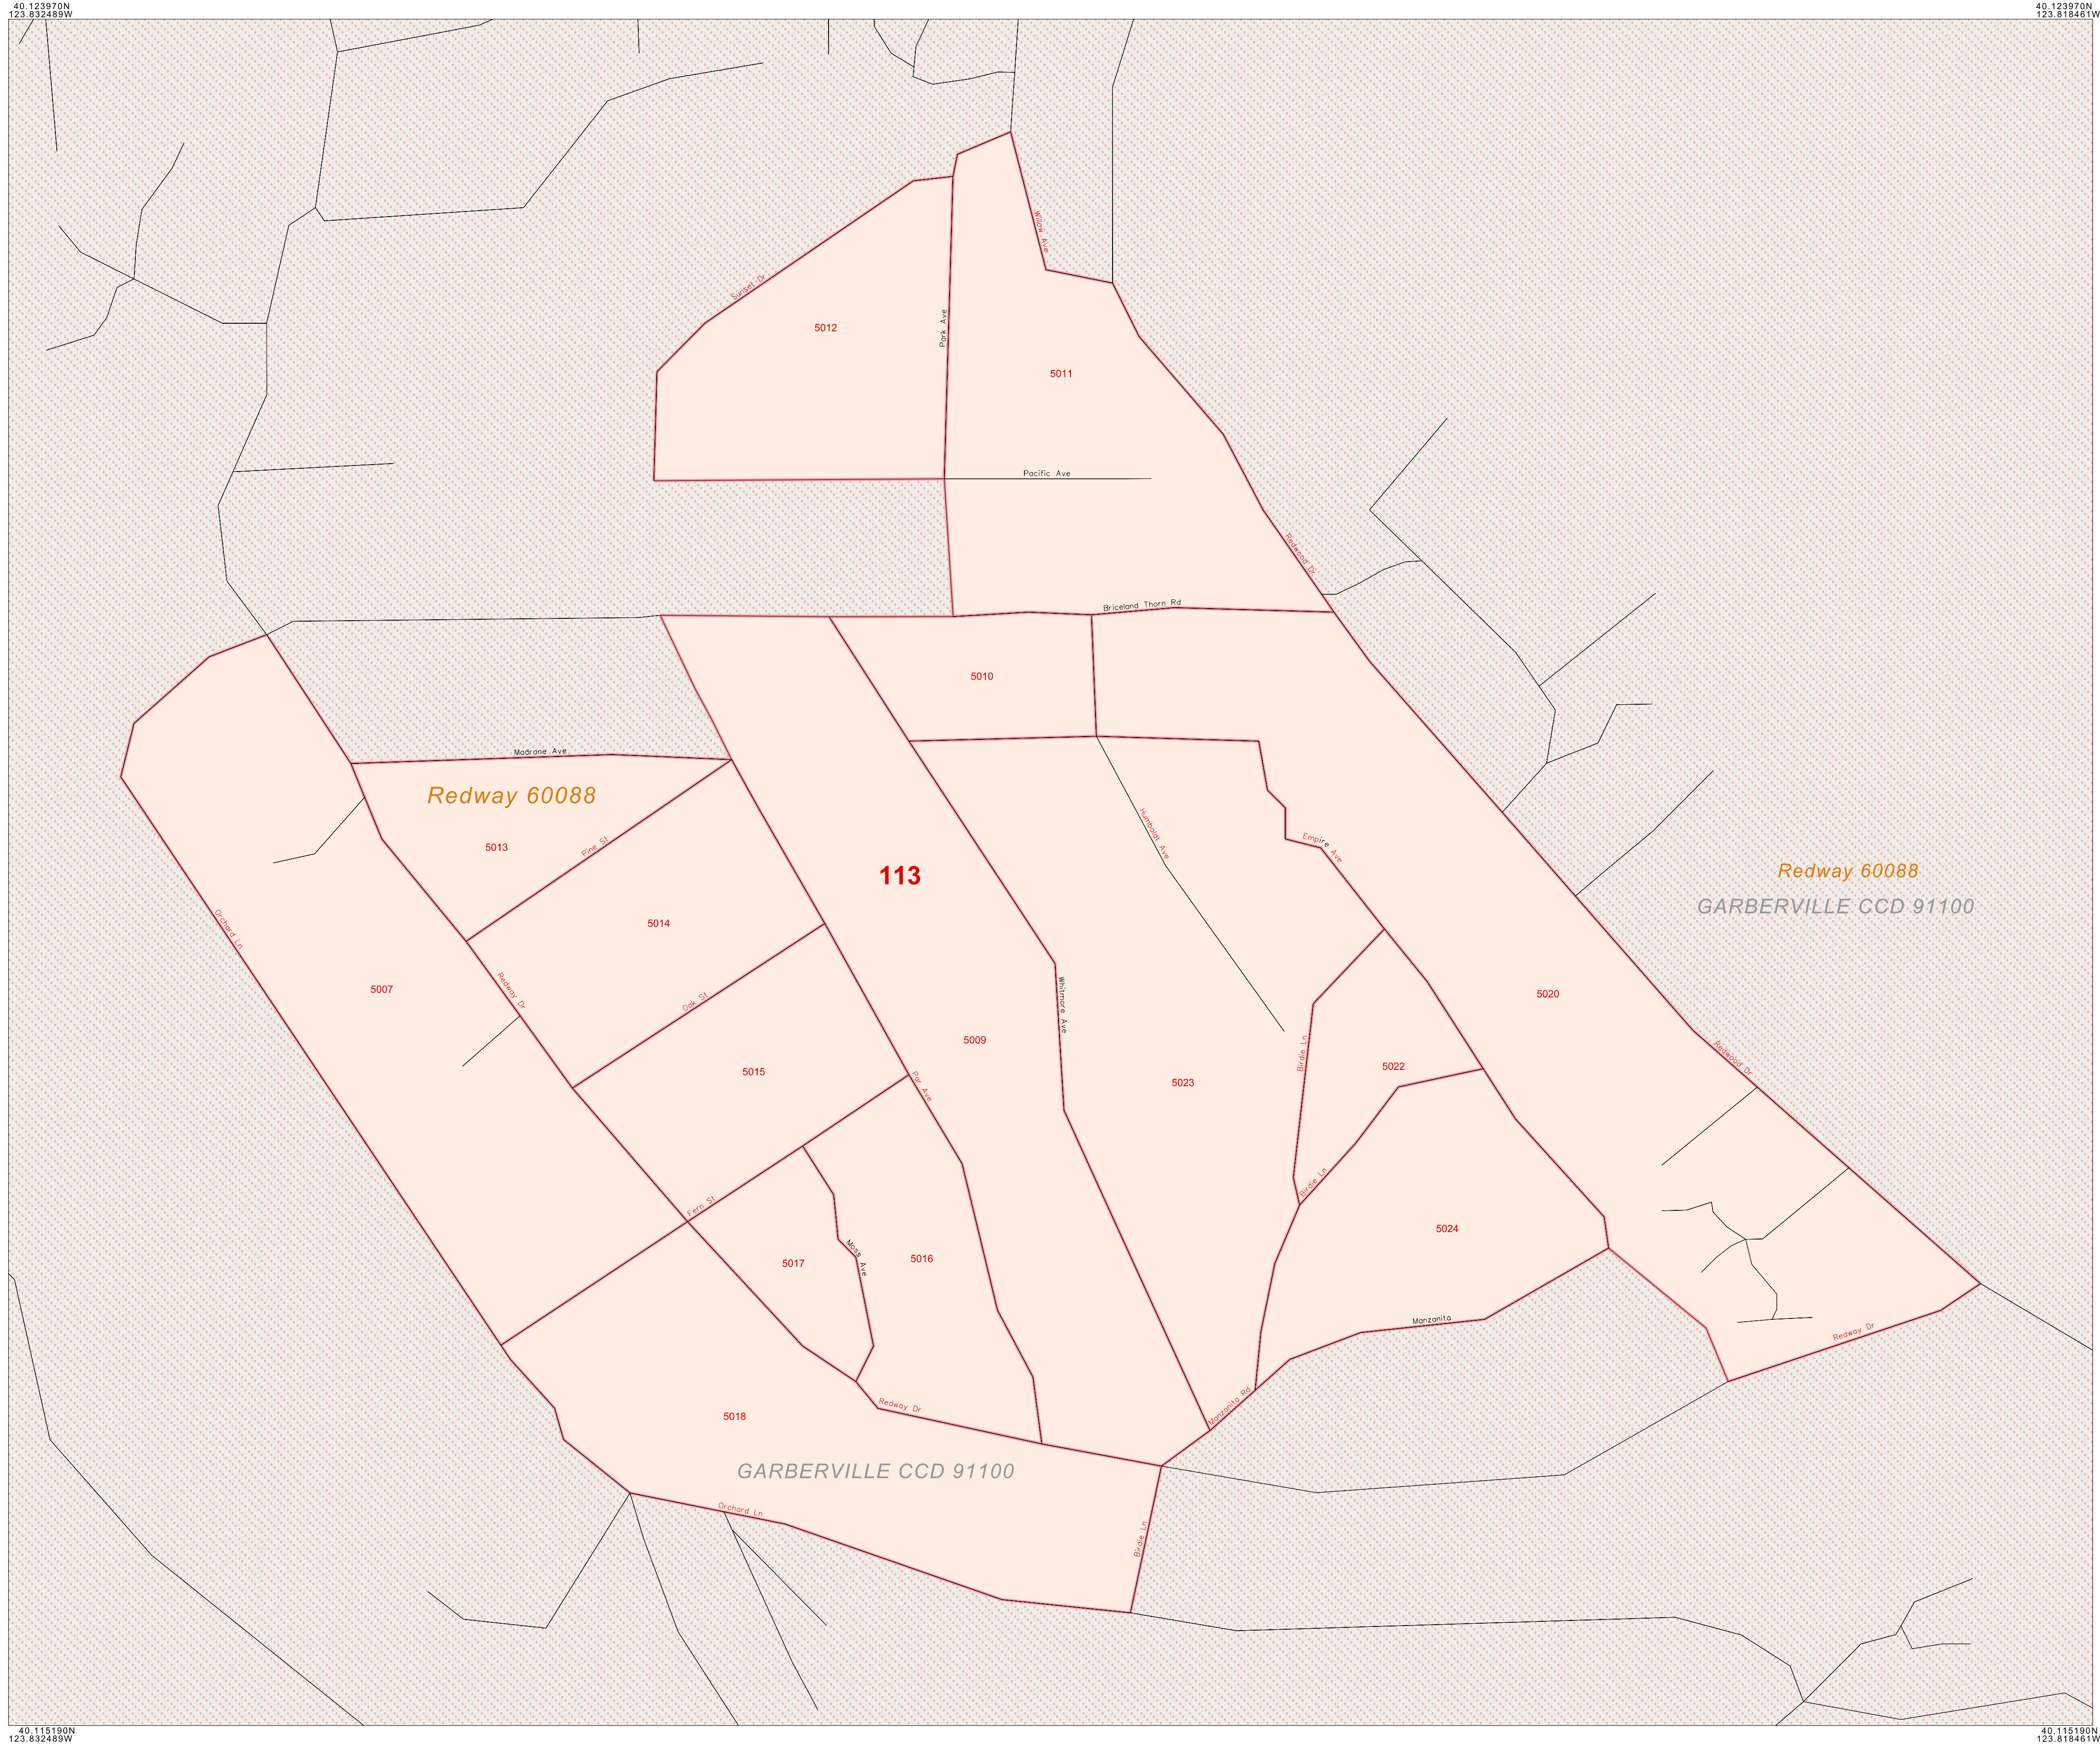 40.123970N
123.832489W
40.123970N
123.818461W
Willow Ave
Sunset Dr
5012
Park Ave
5011
Pacific Ave
Redwood Dr
Briceland Thorn Rd
5010
Madrone Ave
Redway 60088
Humboldt Ave
Empire Ave
Pine St
5013
113
Redway 60088
GARBERVILLE CCD 91100
Orchard Ln
5014
5007
Redway Dr
Oak St
Whitmore Ave
5020
5009
Birdie Ln
Redwood Dr
5022
5015
Par Ave
5023
Birdie Ln
Fern St
5024
Moss Ave
5017
5016
Manzanita
Redway Dr
Redway Dr
Manzanita Rd
5018
GARBERVILLE CCD 91100
Orchard Ln
Birdie Ln
40.115190N
123.832489W
40.115190N
123.818461W